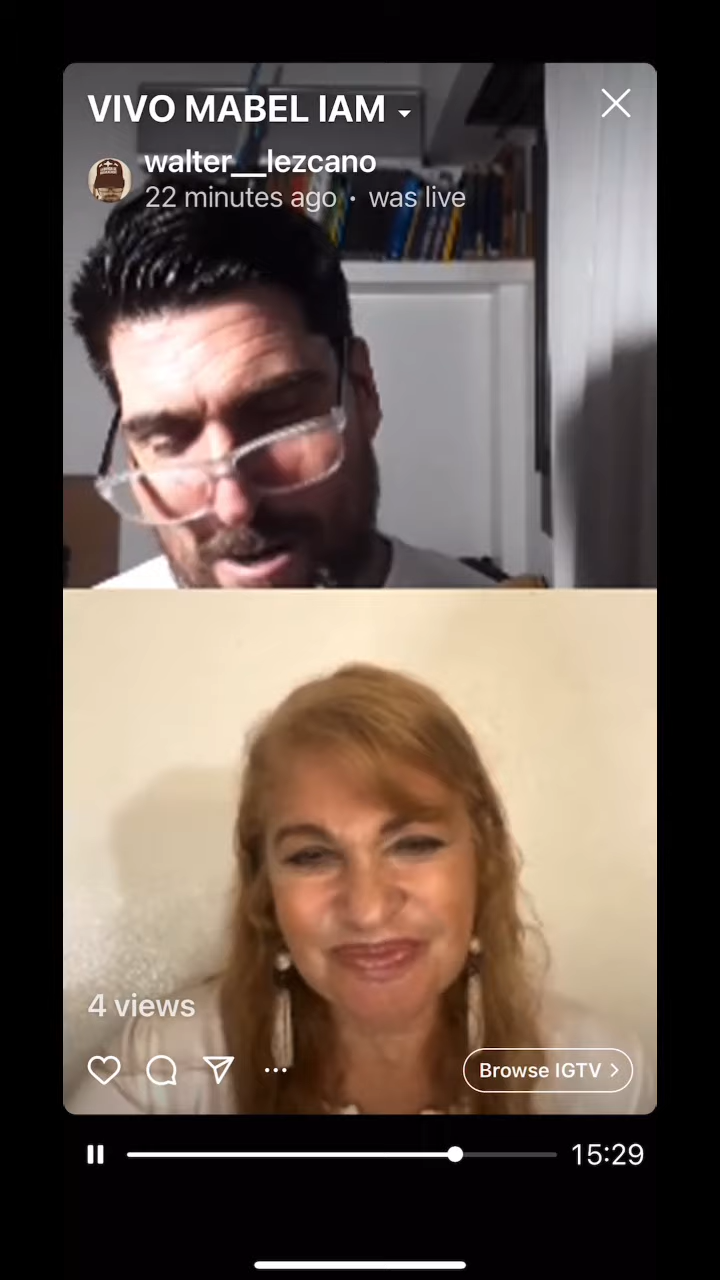 VIVO MABEL IAM
walter__lezcano
22 minutes ago · was live
4 views
Browse IGTV
15:29